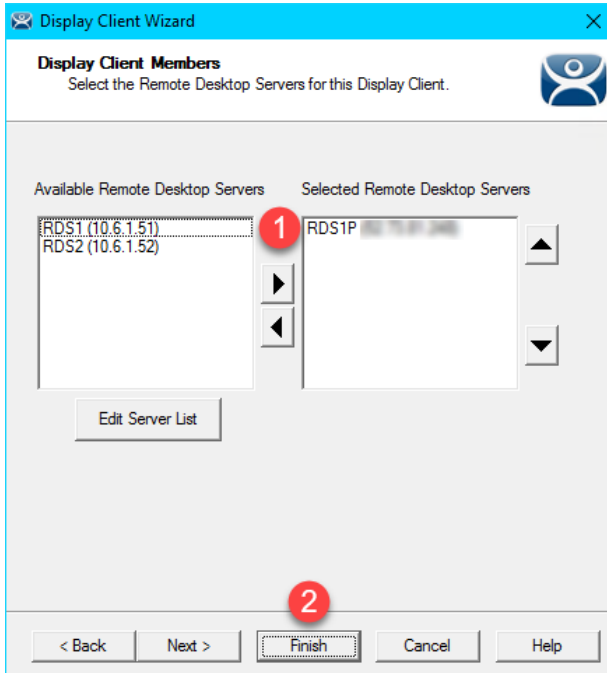 Display Client Wizard
Display Client Members
Select the Remote Desktop Servers for this Display Client.
Available Remote Desktop Servers
Selected Remote Desktop Servers
RDS1 (10.6.1.51)
RDS2 (10.6.1.52)
1
RDS1P
Edit Server List
2
< Back
Next >
Finish
Cancel
Help